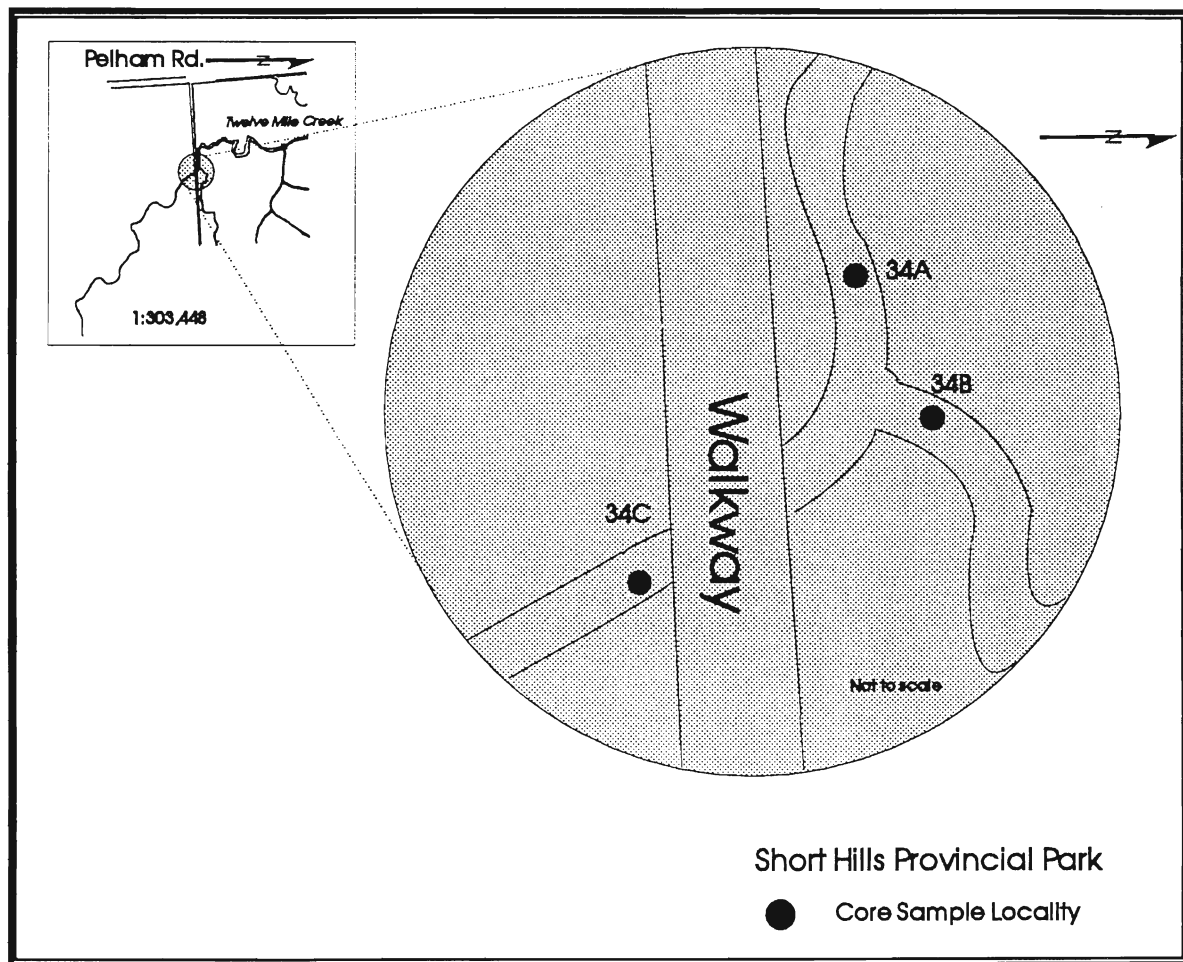 Pelham Rd.
N
Twelve Mile Creek
1:303,448
N
34A
34B
34C
Walkway
Not to scale
Short Hills Provincial Park
Core Sample Locality